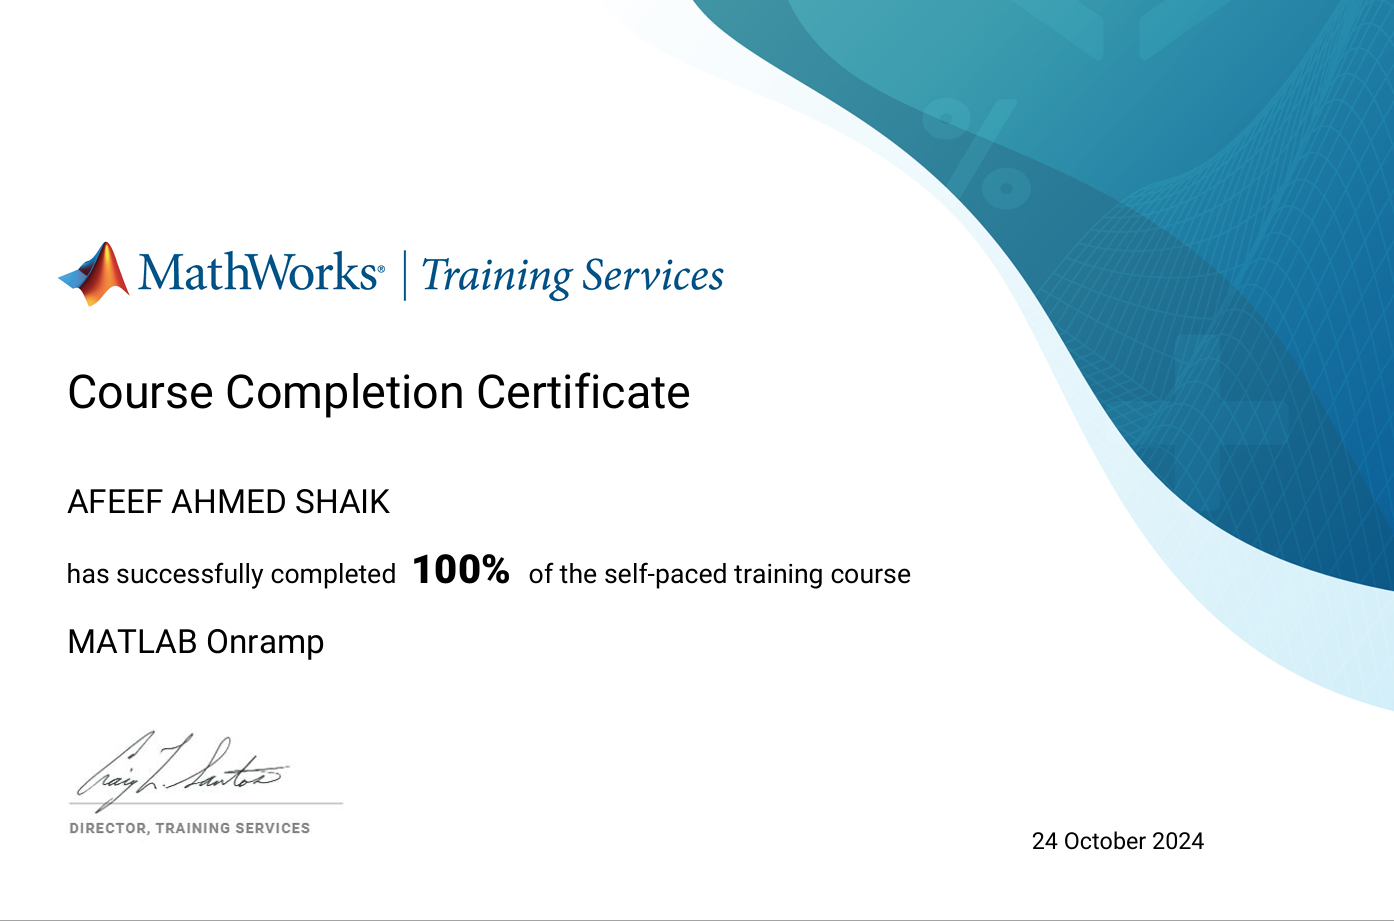 MathWorks® | Training Services
Course Completion Certificate
AFEEF AHMED SHAIK
has successfully completed 100% of the self-paced training course
MATLAB Onramp
Craig L. Santos
DIRECTOR, TRAINING SERVICES
24 October 2024